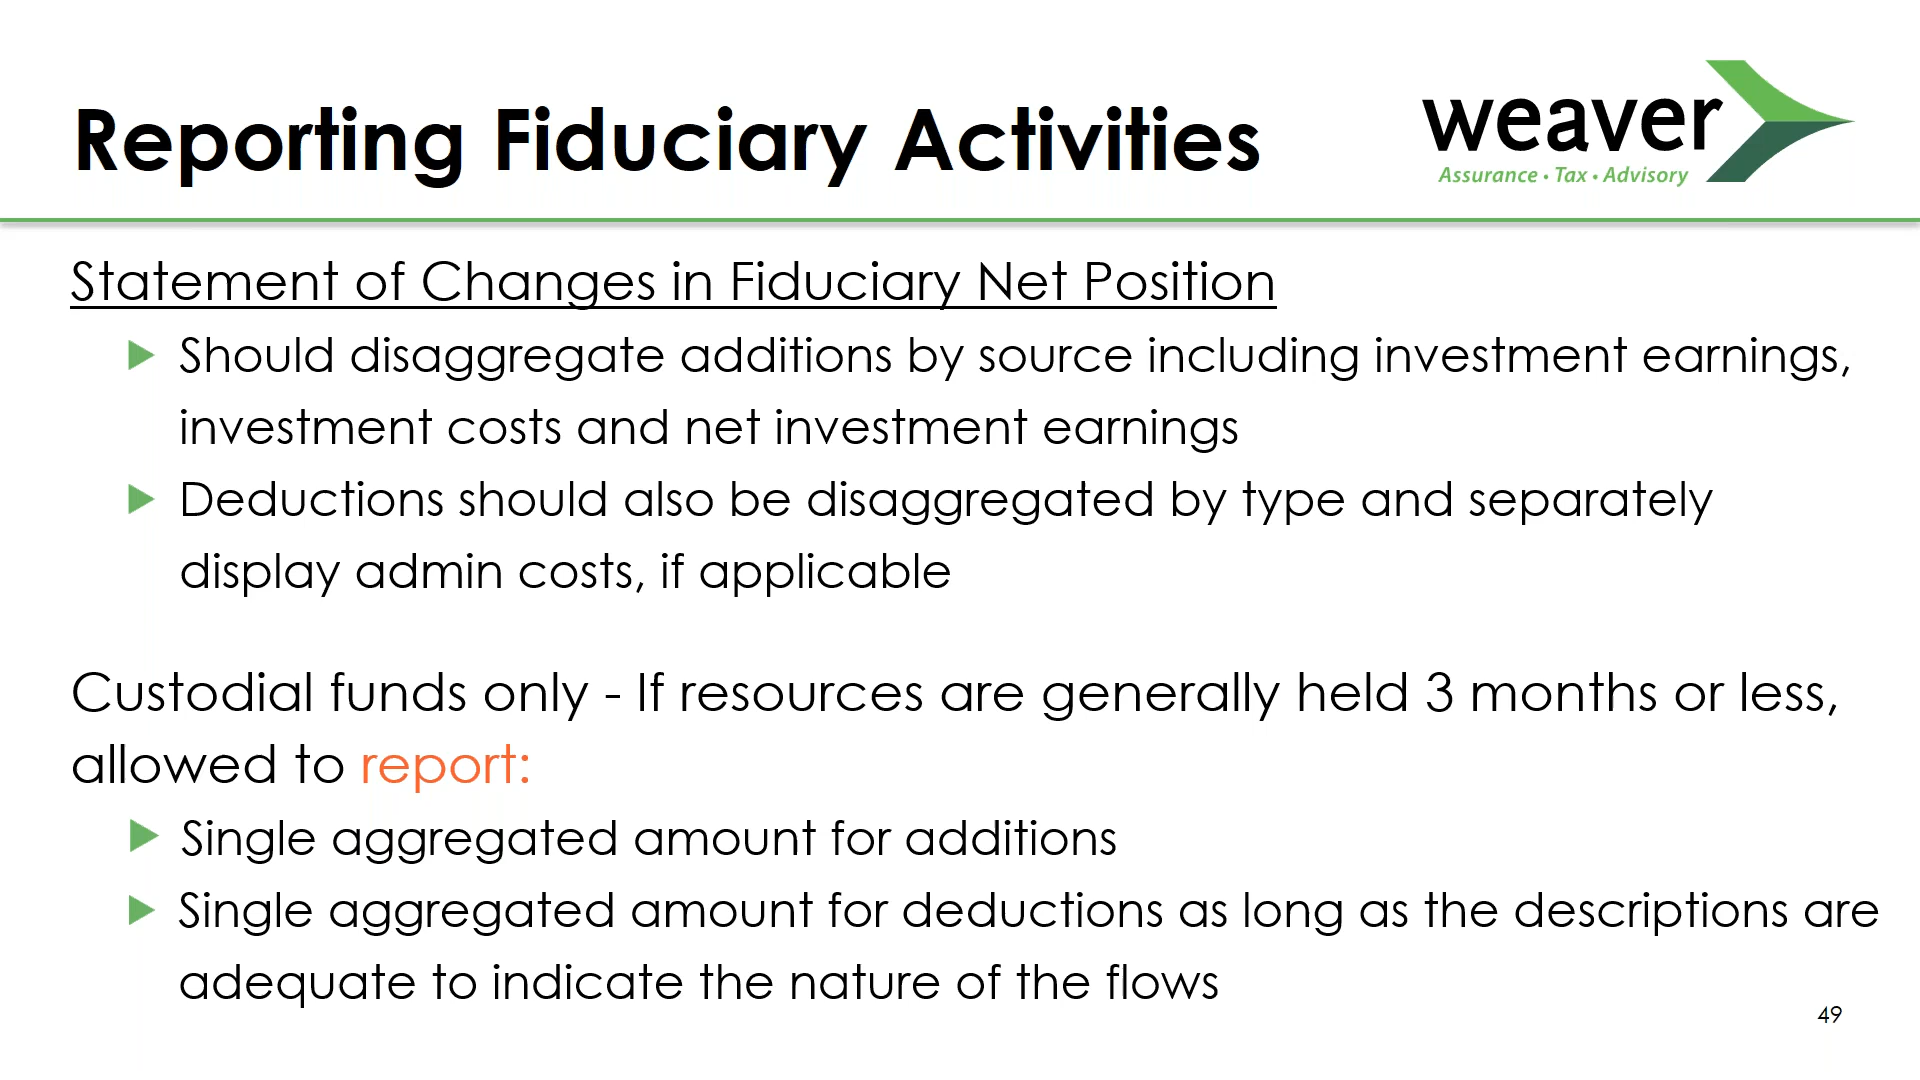 Reporting Fiduciary Activities
weaver
Assurance • Tax • Advisory
Statement of Changes in Fiduciary Net Position
Should disaggregate additions by source including investment earnings,
investment costs and net investment earnings
Deductions should also be disaggregated by type and separately
display admin costs, if applicable
Custodial funds only - If resources are generally held 3 months or less,
allowed to report:
Single aggregated amount for additions
Single aggregated amount for deductions as long as the descriptions are
adequate to indicate the nature of the flows
49